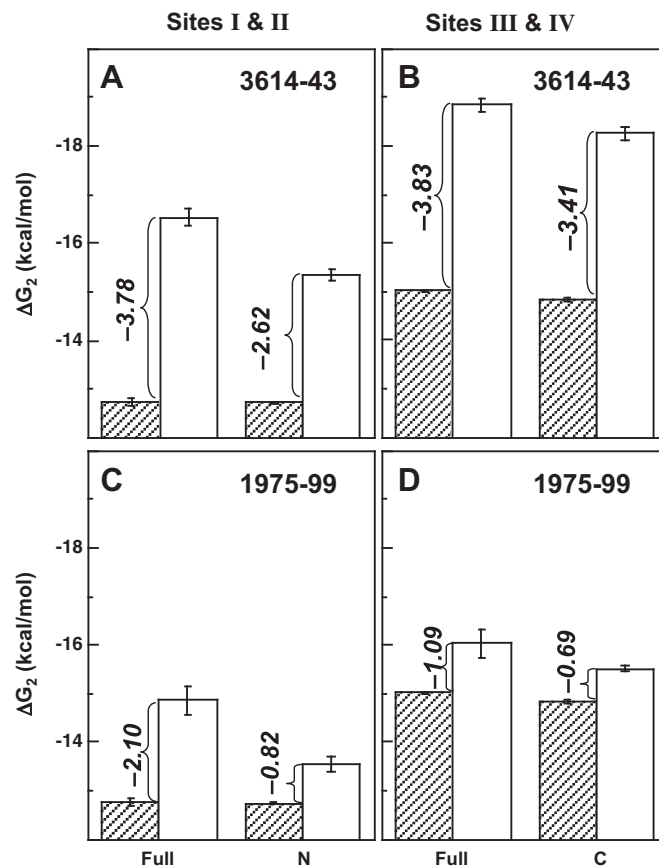 Sites I & II
Sites III & IV
A
3614-43
B
3614-43
ΔG₂ (kcal/mol)
-18
-16
-14
–3.78
–2.62
–3.83
–3.41
C
1975-99
D
1975-99
ΔG₂ (kcal/mol)
-18
-16
-14
–2.10
–0.82
–1.09
–0.69
Full
N
Full
C